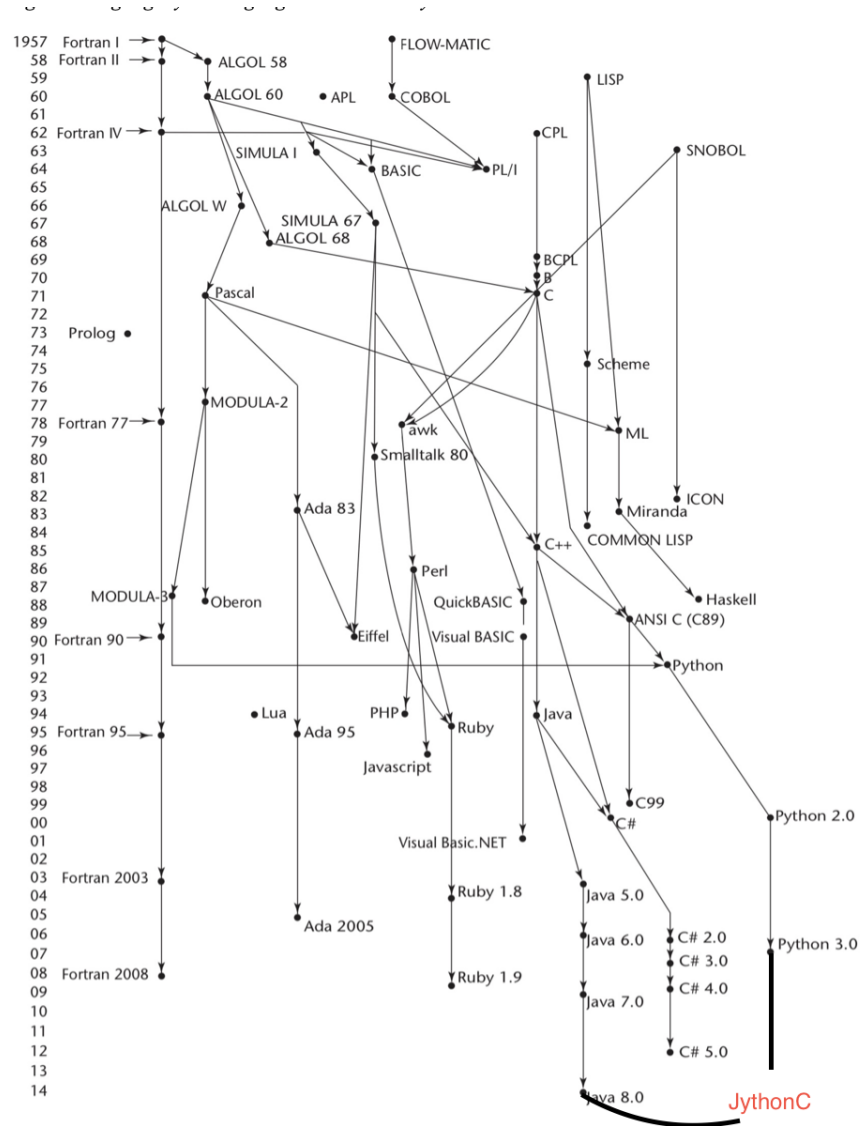 1957 Fortran I FLOW-MATIC
58 Fortran II ALGOL 58
59 LISP
60 ALGOL 60 APL COBOL
61
62 Fortran IV CPL
63 SIMULA I SNOBOL
64 BASIC PL/I
65
66 ALGOL W
67 SIMULA 67
68 ALGOL 68
69 BCPL
70 B
71 Pascal C
72
73 Prolog
74
75 Scheme
76
77 MODULA-2
78 Fortran 77 awk ML
79
80 Smalltalk 80
81
82 ICON
83 Ada 83 Miranda
84 COMMON LISP
85 C++
86 Perl
87 MODULA-3 Haskell
88 Oberon QuickBASIC
89 ANSI C (C89)
90 Fortran 90 Eiffel Visual BASIC
91 Python
92
93
94 Lua PHP Java
95 Fortran 95 Ada 95 Ruby
96
97 Javascript
98
99 C99
00 C# Python 2.0
01 Visual Basic.NET
02
03 Fortran 2003
04 Ruby 1.8 Java 5.0
05 Ada 2005
06 Java 6.0 C# 2.0 Python 3.0
07 C# 3.0
08 Fortran 2008 Ruby 1.9
09 Java 7.0 C# 4.0
10
11
12 C# 5.0
13
14 Java 8.0 JythonC